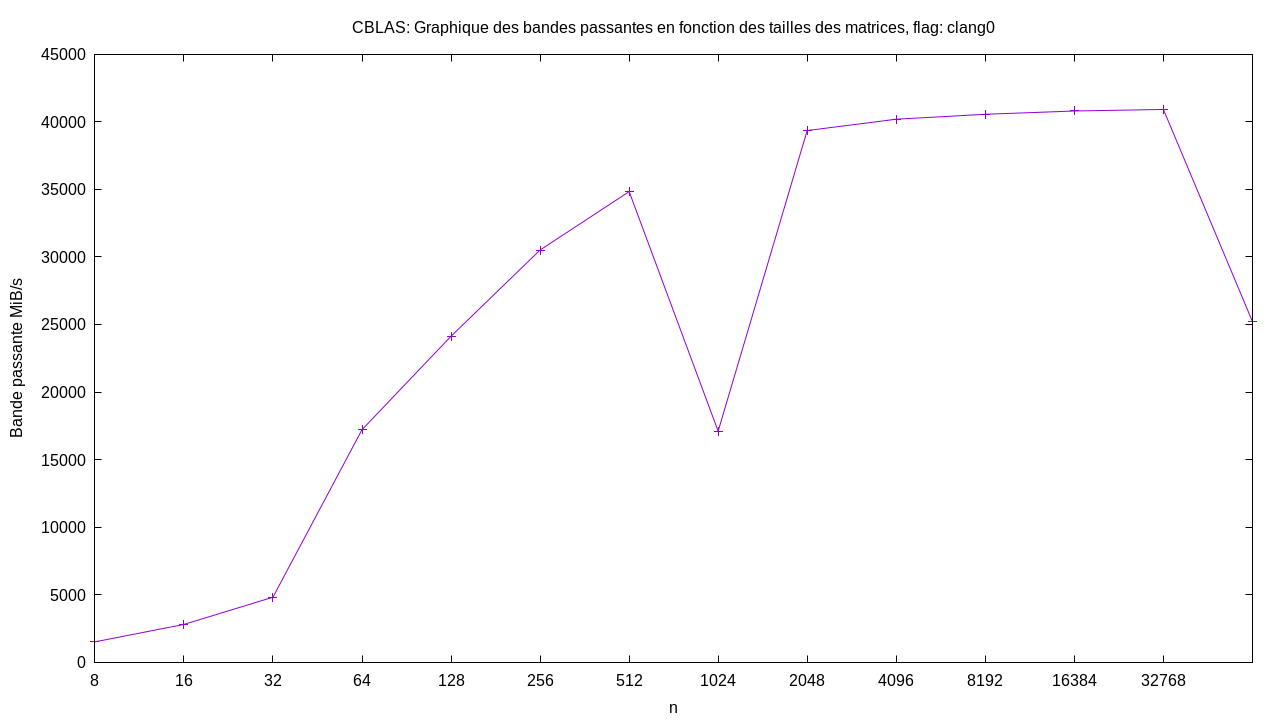 CBLAS: Graphique des bandes passantes en fonction des tailles des matrices, flag: clang0
45000
40000
35000
30000
25000
20000
15000
10000
5000
0
Bande passante MiB/s
8 16 32 64 128 256 512 1024 2048 4096 8192 16384 32768
n